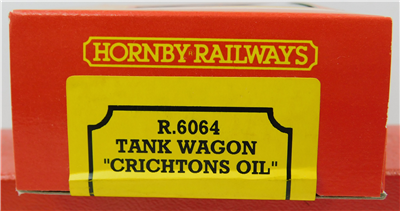 HORNBY RAILWAYS
R.6064
TANK WAGON
"CRICHTONS OIL"